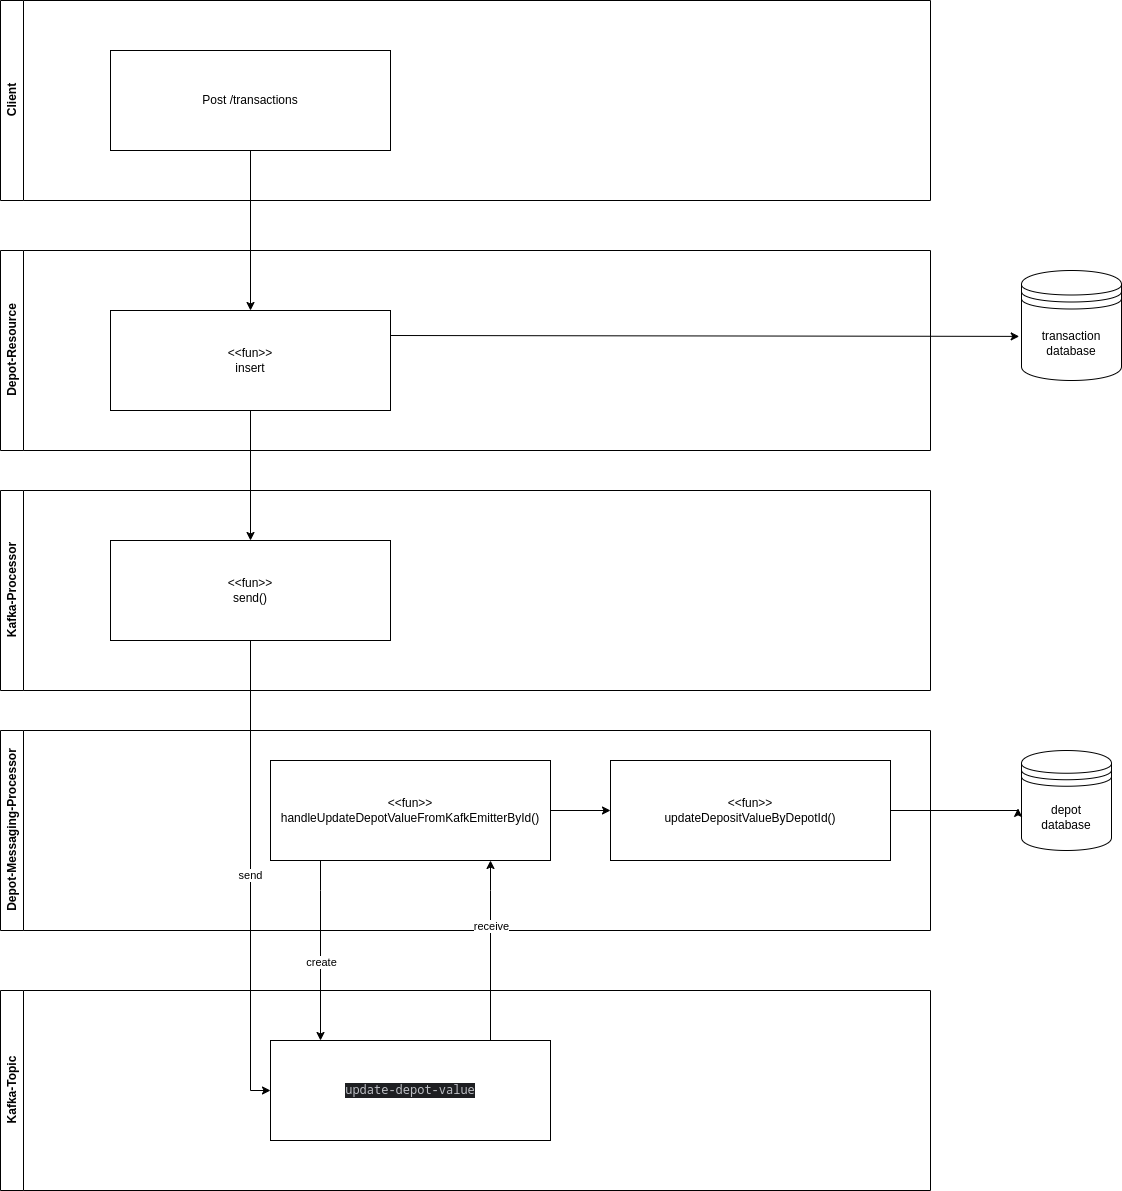 Client
Post /transactions
Depot-Resource
<<fun>>
insert
transaction
database
Kafka-Processor
<<fun>>
send()
Depot-Messaging-Processor
<<fun>>
handleUpdateDepotValueFromKafkEmitterById()
<<fun>>
updateDepositValueByDepotId()
depot
database
send
receive
create
Kafka-Topic
update-depot-value